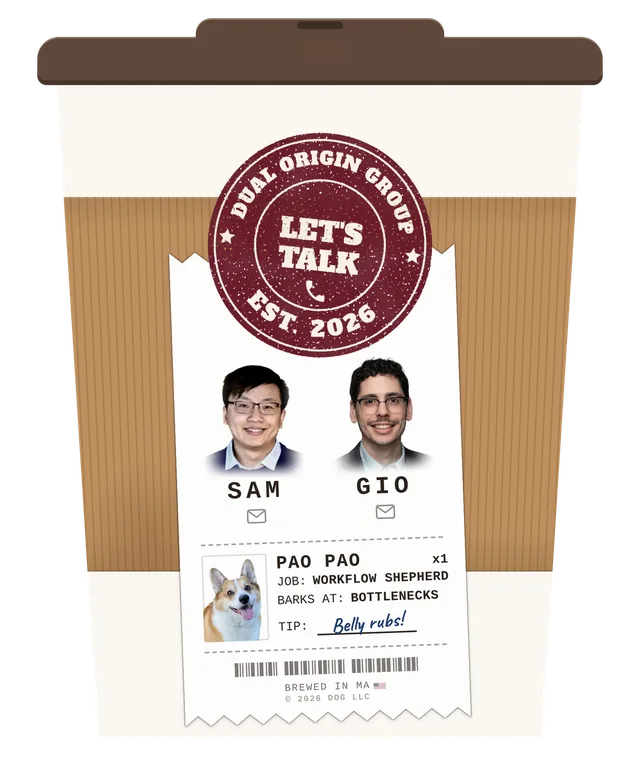 DUAL ORIGIN GROUP
LET'S
TALK
EST. 2026
SAM
GIO
PAO PAO x1
JOB: WORKFLOW SHEPHERD
BARKS AT: BOTTLENECKS
TIP: Belly rubs!
BREWED IN MA
© 2026 DOG LLC